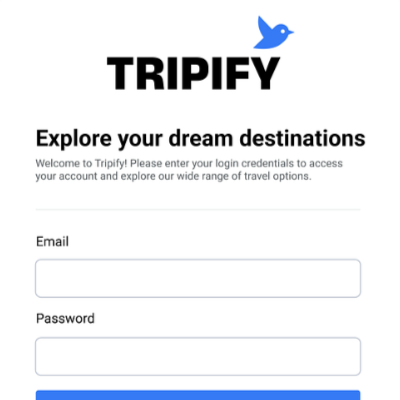 TRIPIFY
Explore your dream destinations
Welcome to Tripify! Please enter your login credentials to access
your account and explore our wide range of travel options.
Email
Password